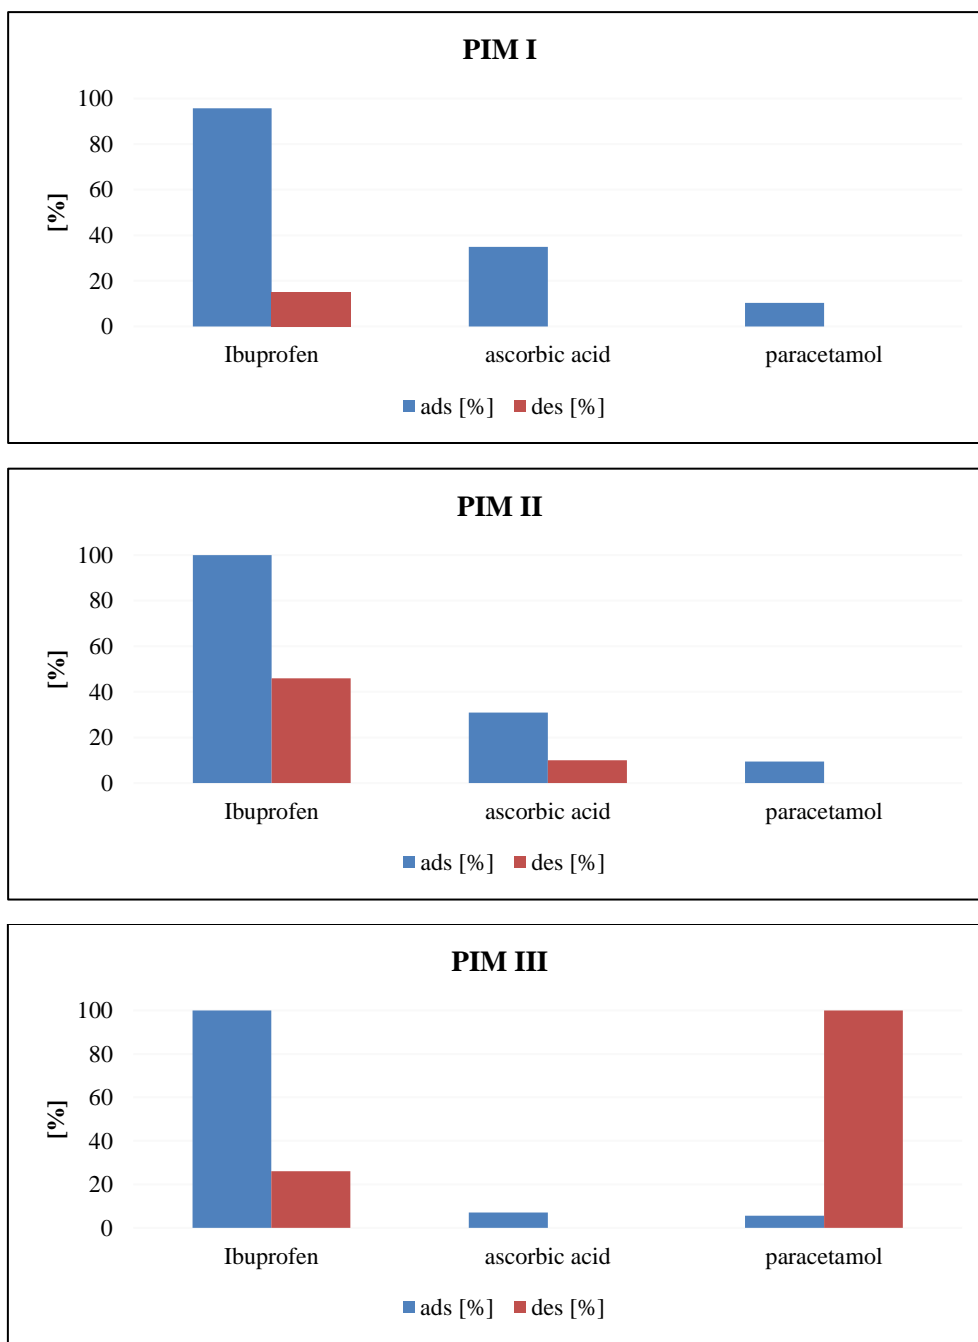 PIM I
100
80
60
40
20
0
[%]
Ibuprofen ascorbic acid paracetamol
ads [%] des [%]
PIM II
100
80
60
40
20
0
[%]
Ibuprofen ascorbic acid paracetamol
ads [%] des [%]
PIM III
100
80
60
40
20
0
[%]
Ibuprofen ascorbic acid paracetamol
ads [%] des [%]